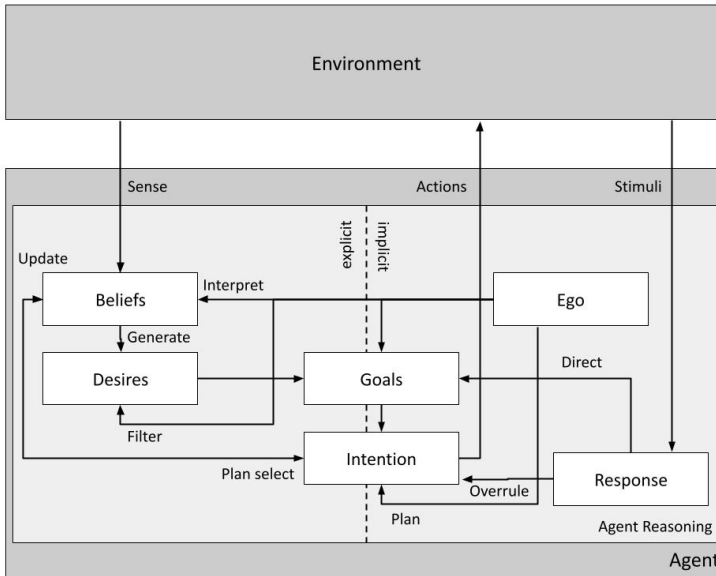 Environment
Sense
Actions
Stimuli
explicit
implicit
Update
Beliefs
Interpret
Ego
Generate
Desires
Goals
Direct
Filter
Plan select
Intention
Response
Overrule
Plan
Agent Reasoning
Agent